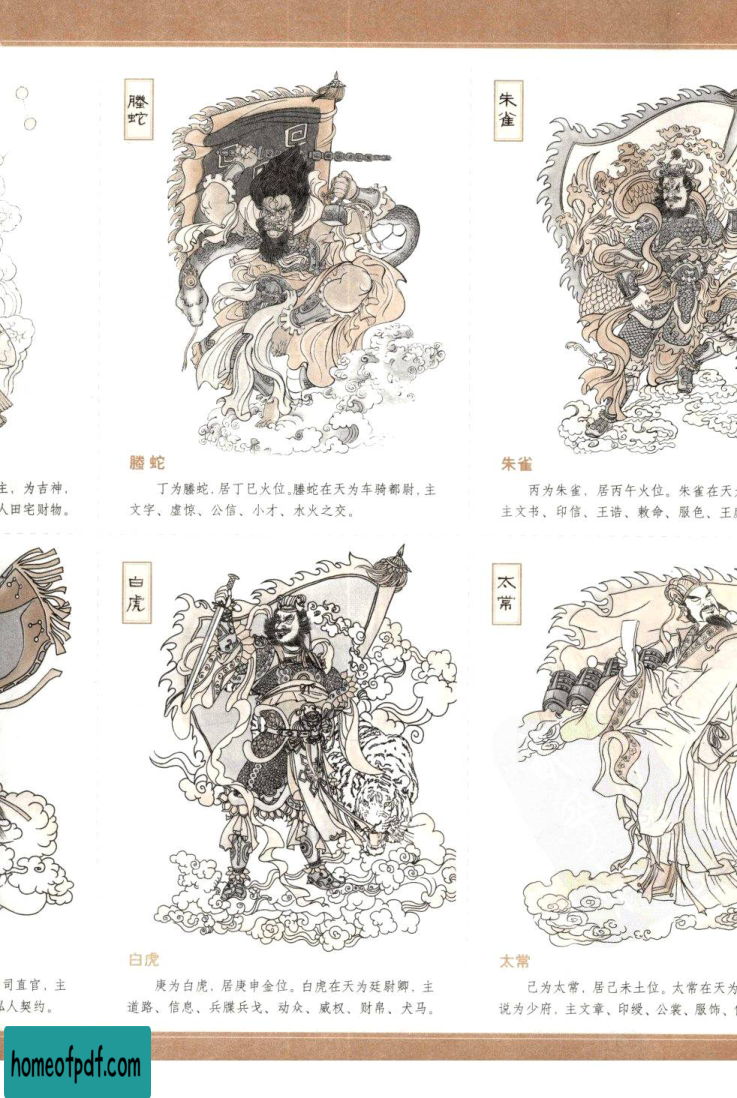 螣蛇
朱雀
螣蛇
丁为螣蛇,居丁巳火位。螣蛇在天为车骑都尉,主
文字、虚惊、公信、小才、水火之交。
朱雀
丙为朱雀,居丙午火位。朱雀在天
主文书、印信、王诰、敕命、服色、王
主,为吉神,
人田宅财物。
白虎
太常
白虎
庚为白虎,居庚申金位。白虎在天为廷尉卿,主
道路、信息、兵牒兵戈、动众、威权、财帛、犬马。
太常
己为太常,居己未土位。太常在天为
说为少府,主文章、印绶、公裳、服饰、
司直官,主
私人契约。
homeofpdf.com